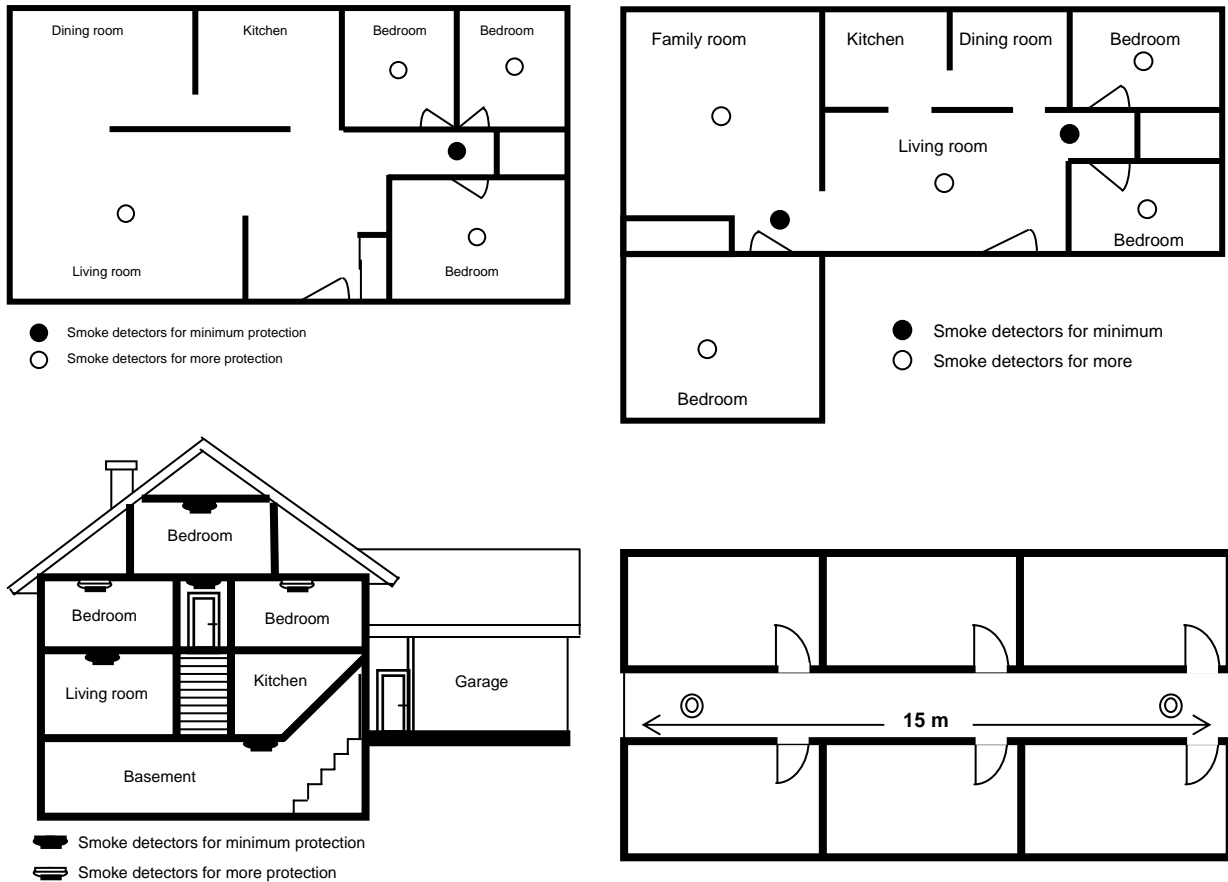 Dining room
Kitchen
Bedroom
Bedroom
Living room
Bedroom
Smoke detectors for minimum protection
Smoke detectors for more protection
Family room
Kitchen
Dining room
Bedroom
Living room
Bedroom
Bedroom
Smoke detectors for minimum
Smoke detectors for more
Bedroom
Bedroom
Bedroom
Living room
Kitchen
Garage
Basement
Smoke detectors for minimum protection
Smoke detectors for more protection
15 m